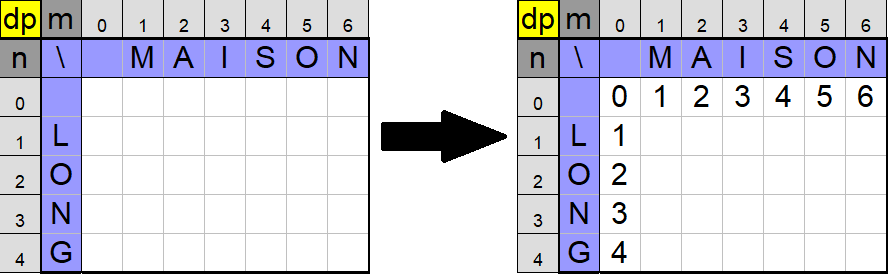 dp m 0 1 2 3 4 5 6
n \ M A I S O N
0
1 L
2 O
3 N
4 G
dp m 0 1 2 3 4 5 6
n \ M A I S O N
0 0 1 2 3 4 5 6
1 L 1
2 O 2
3 N 3
4 G 4